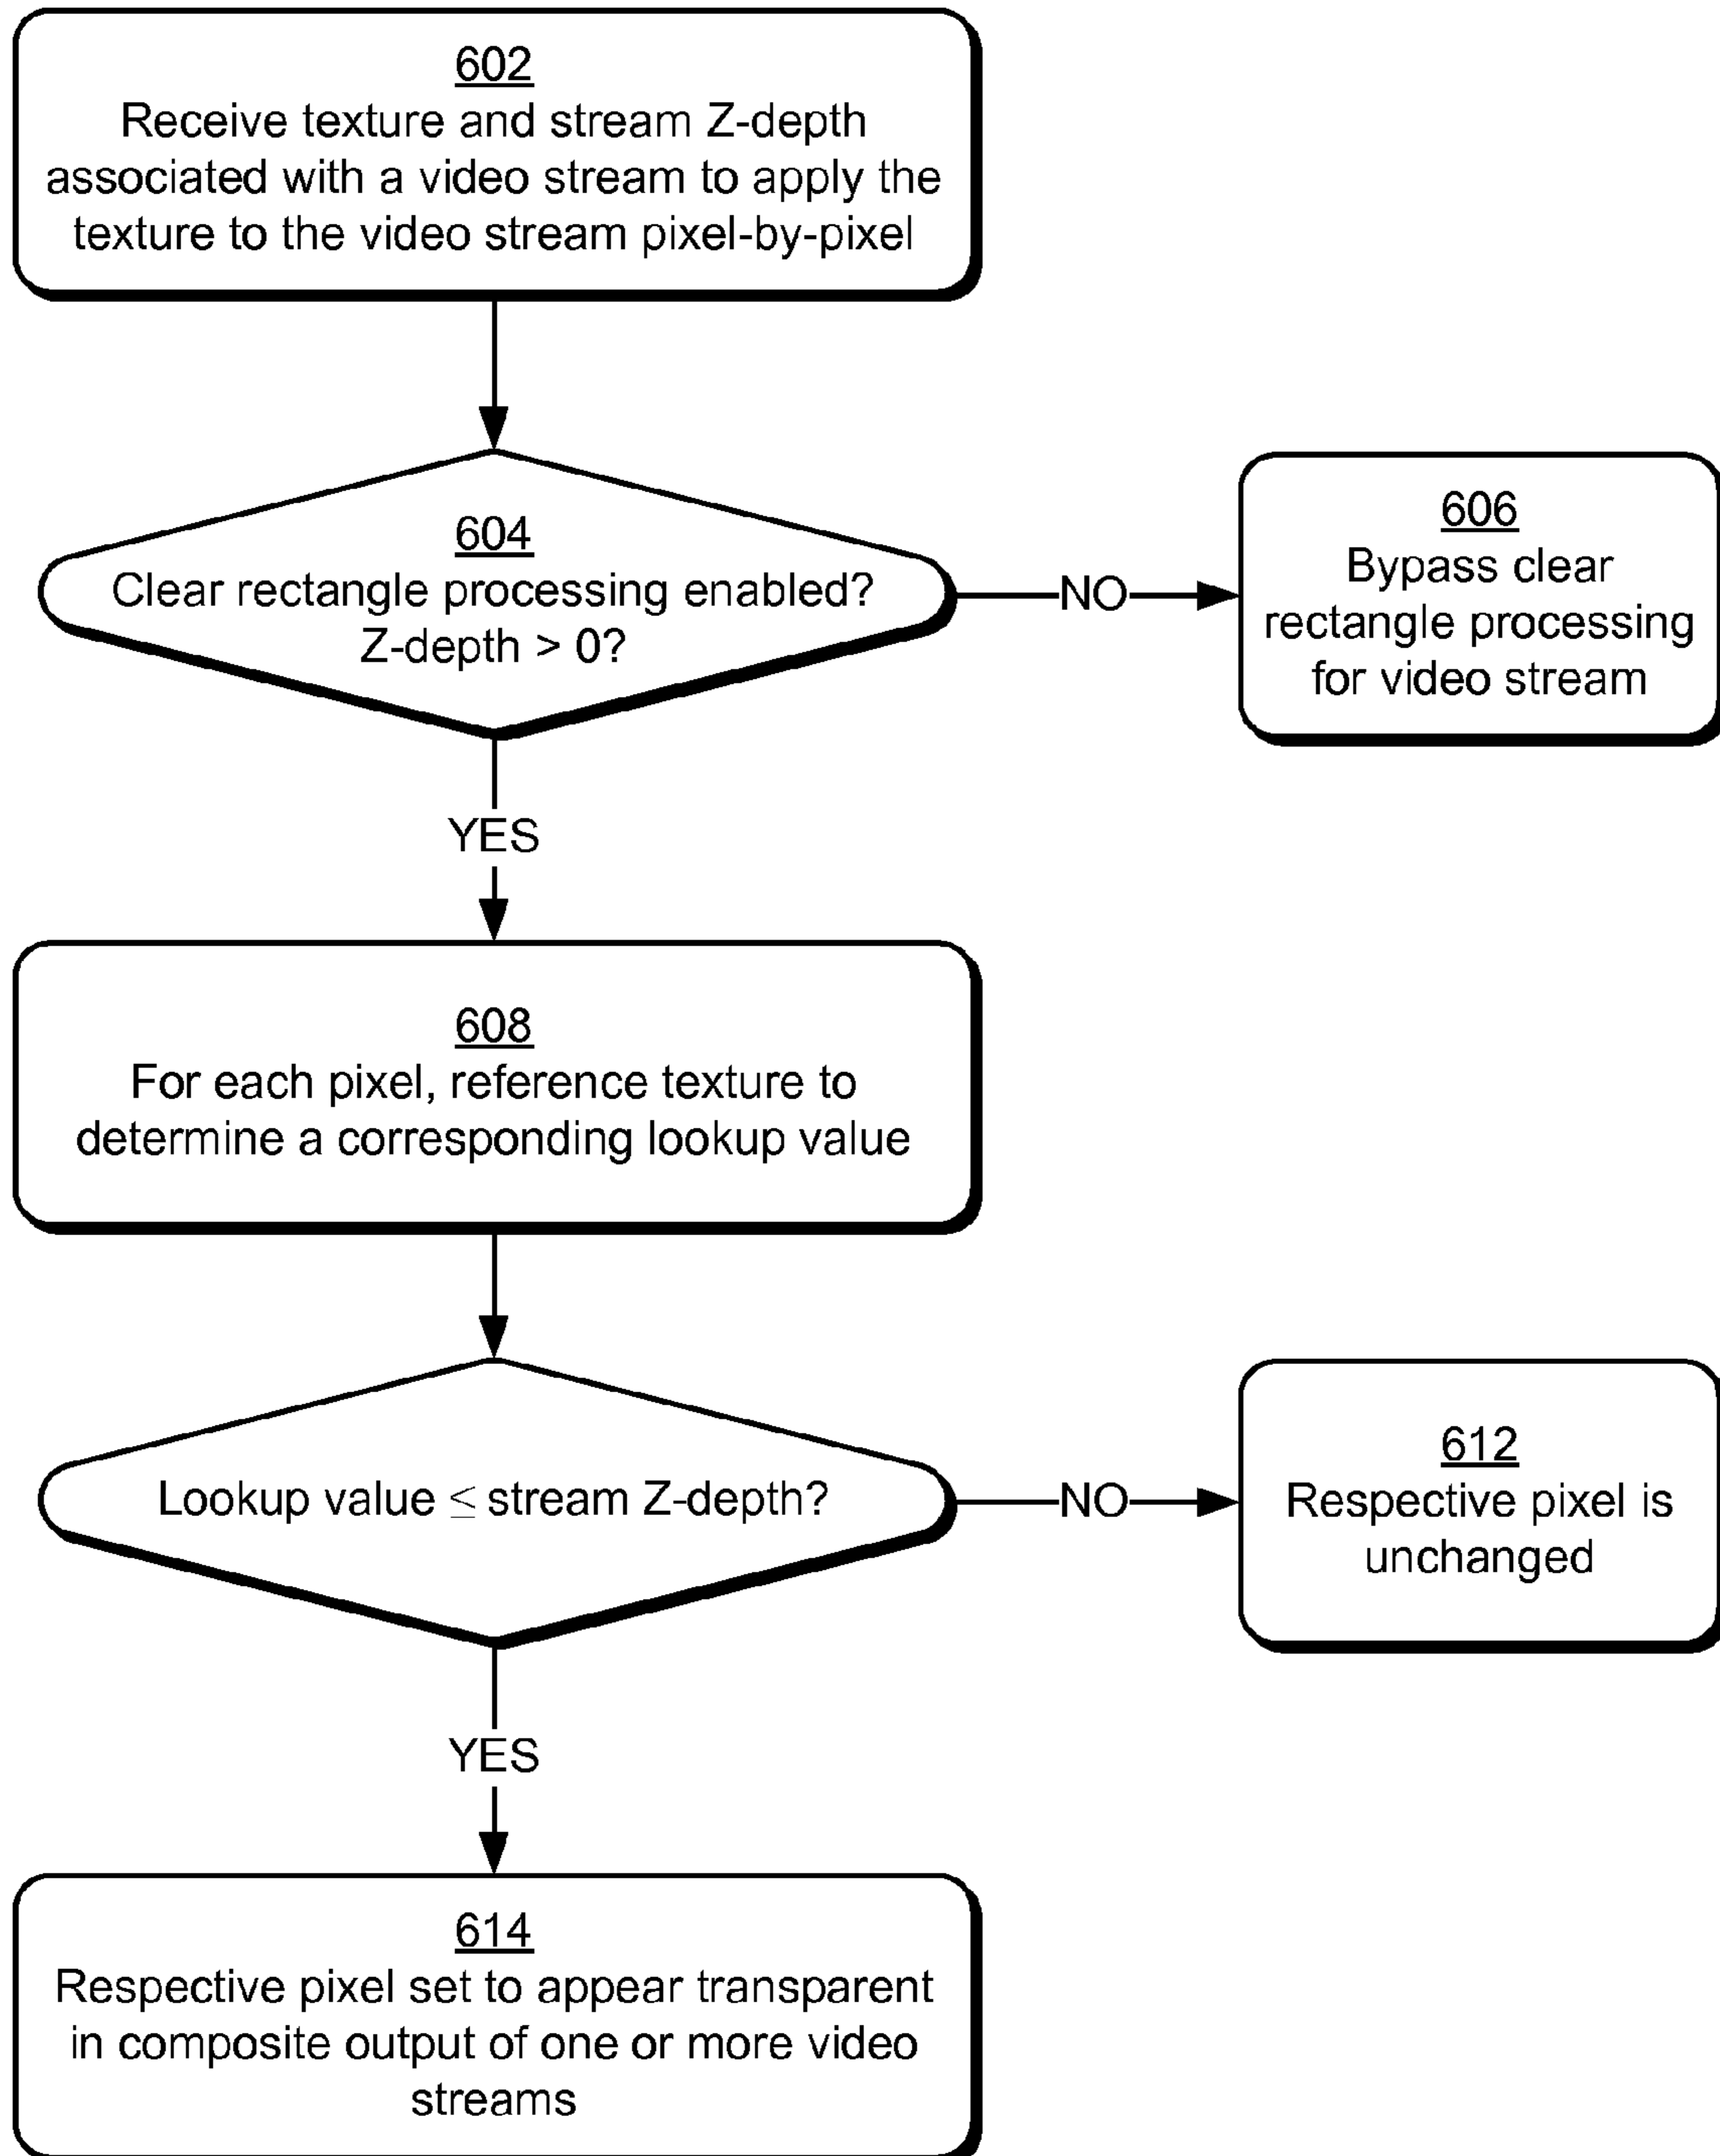 602
Receive texture and stream Z-depth
associated with a video stream to apply the
texture to the video stream pixel-by-pixel
604
Clear rectangle processing enabled?
Z-depth > 0?
NO
606
Bypass clear
rectangle processing
for video stream
YES
608
For each pixel, reference texture to
determine a corresponding lookup value
Lookup value ≤ stream Z-depth?
NO
612
Respective pixel is
unchanged
YES
614
Respective pixel set to appear transparent
in composite output of one or more video
streams